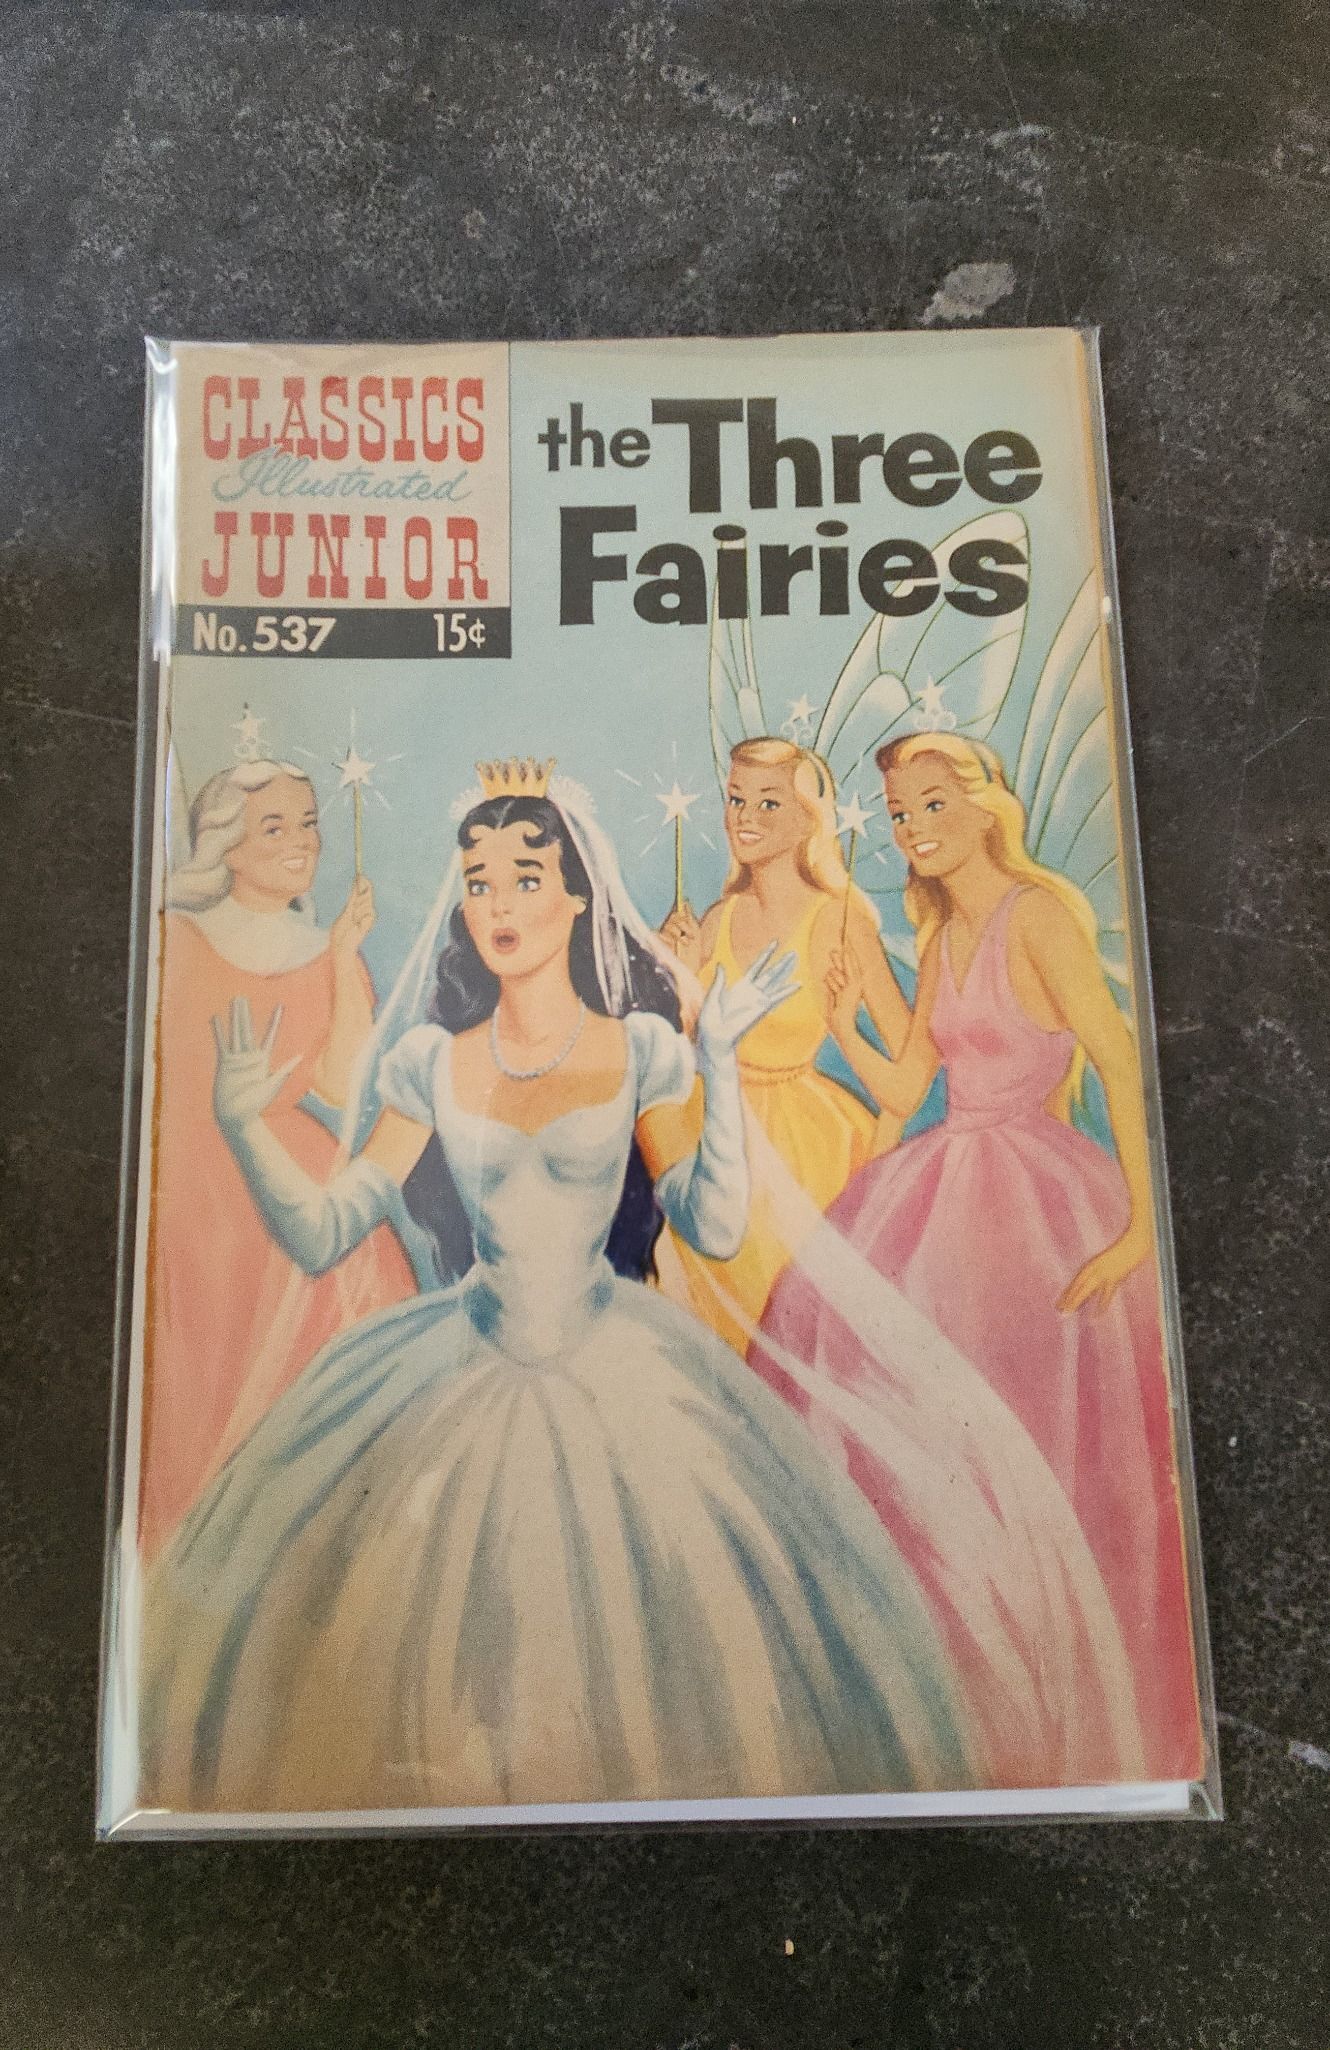 CLASSICS
Illustrated
JUNIOR
No. 537 15¢
the Three
Fairies